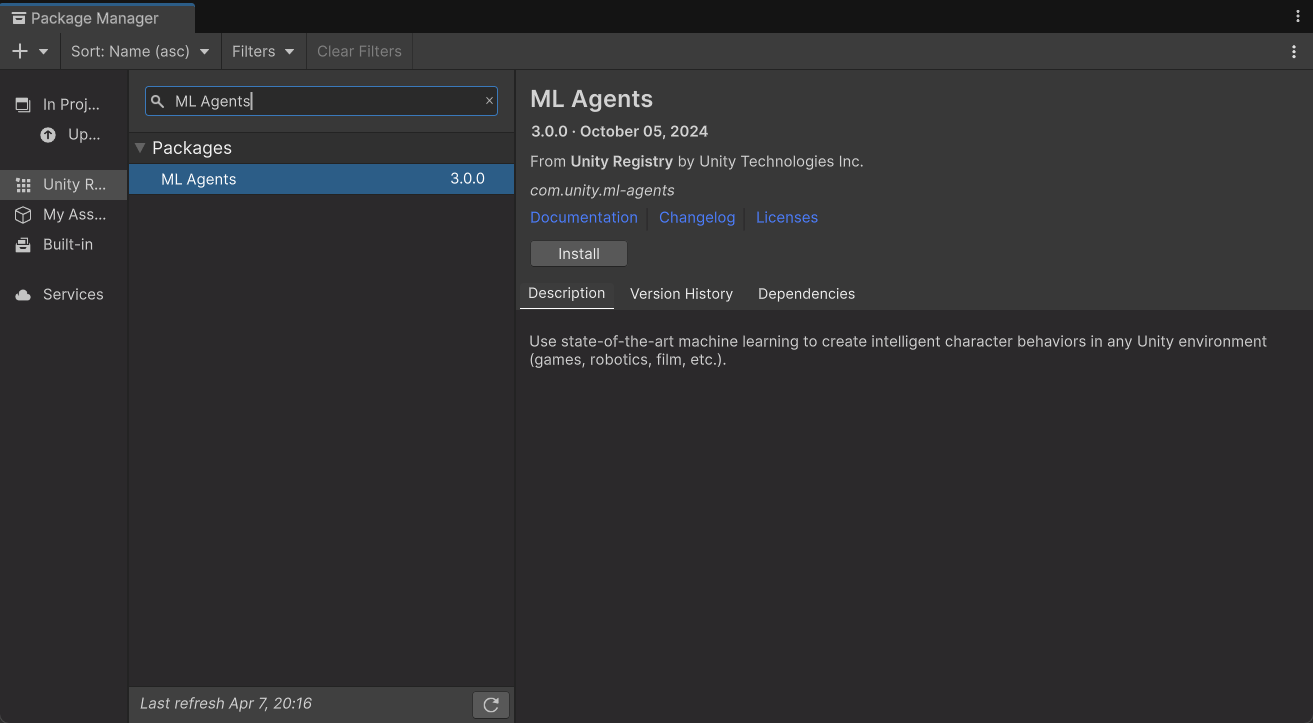 Package Manager
Sort: Name (asc) Filters Clear Filters
In Proj...
Up...
Unity R...
My Ass...
Built-in
Services
ML Agents
Packages
ML Agents 3.0.0
Last refresh Apr 7, 20:16
ML Agents
3.0.0 · October 05, 2024
From Unity Registry by Unity Technologies Inc.
com.unity.ml-agents
Documentation Changelog Licenses
Install
Description Version History Dependencies
Use state-of-the-art machine learning to create intelligent character behaviors in any Unity environment
(games, robotics, film, etc.).